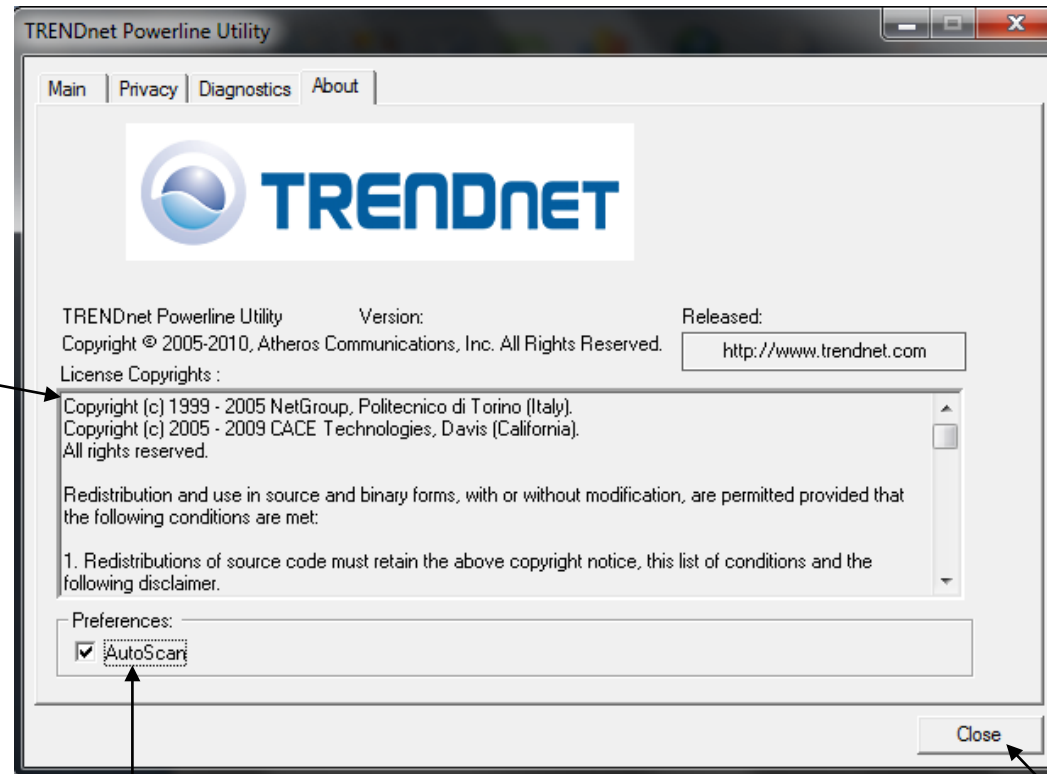 TRENDnet Powerline Utility
Main Privacy Diagnostics About
TRENDNET
TRENDnet Powerline Utility Version: Released:
Copyright © 2005-2010, Atheros Communications, Inc. All Rights Reserved. http://www.trendnet.com
License Copyrights :
Copyright (c) 1999 - 2005 NetGroup, Politecnico di Torino (Italy).
Copyright (c) 2005 - 2009 CACE Technologies, Davis (California).
All rights reserved.
Redistribution and use in source and binary forms, with or without modification, are permitted provided that
the following conditions are met:
1. Redistributions of source code must retain the above copyright notice, this list of conditions and the
following disclaimer.
Preferences:
AutoScan
Close